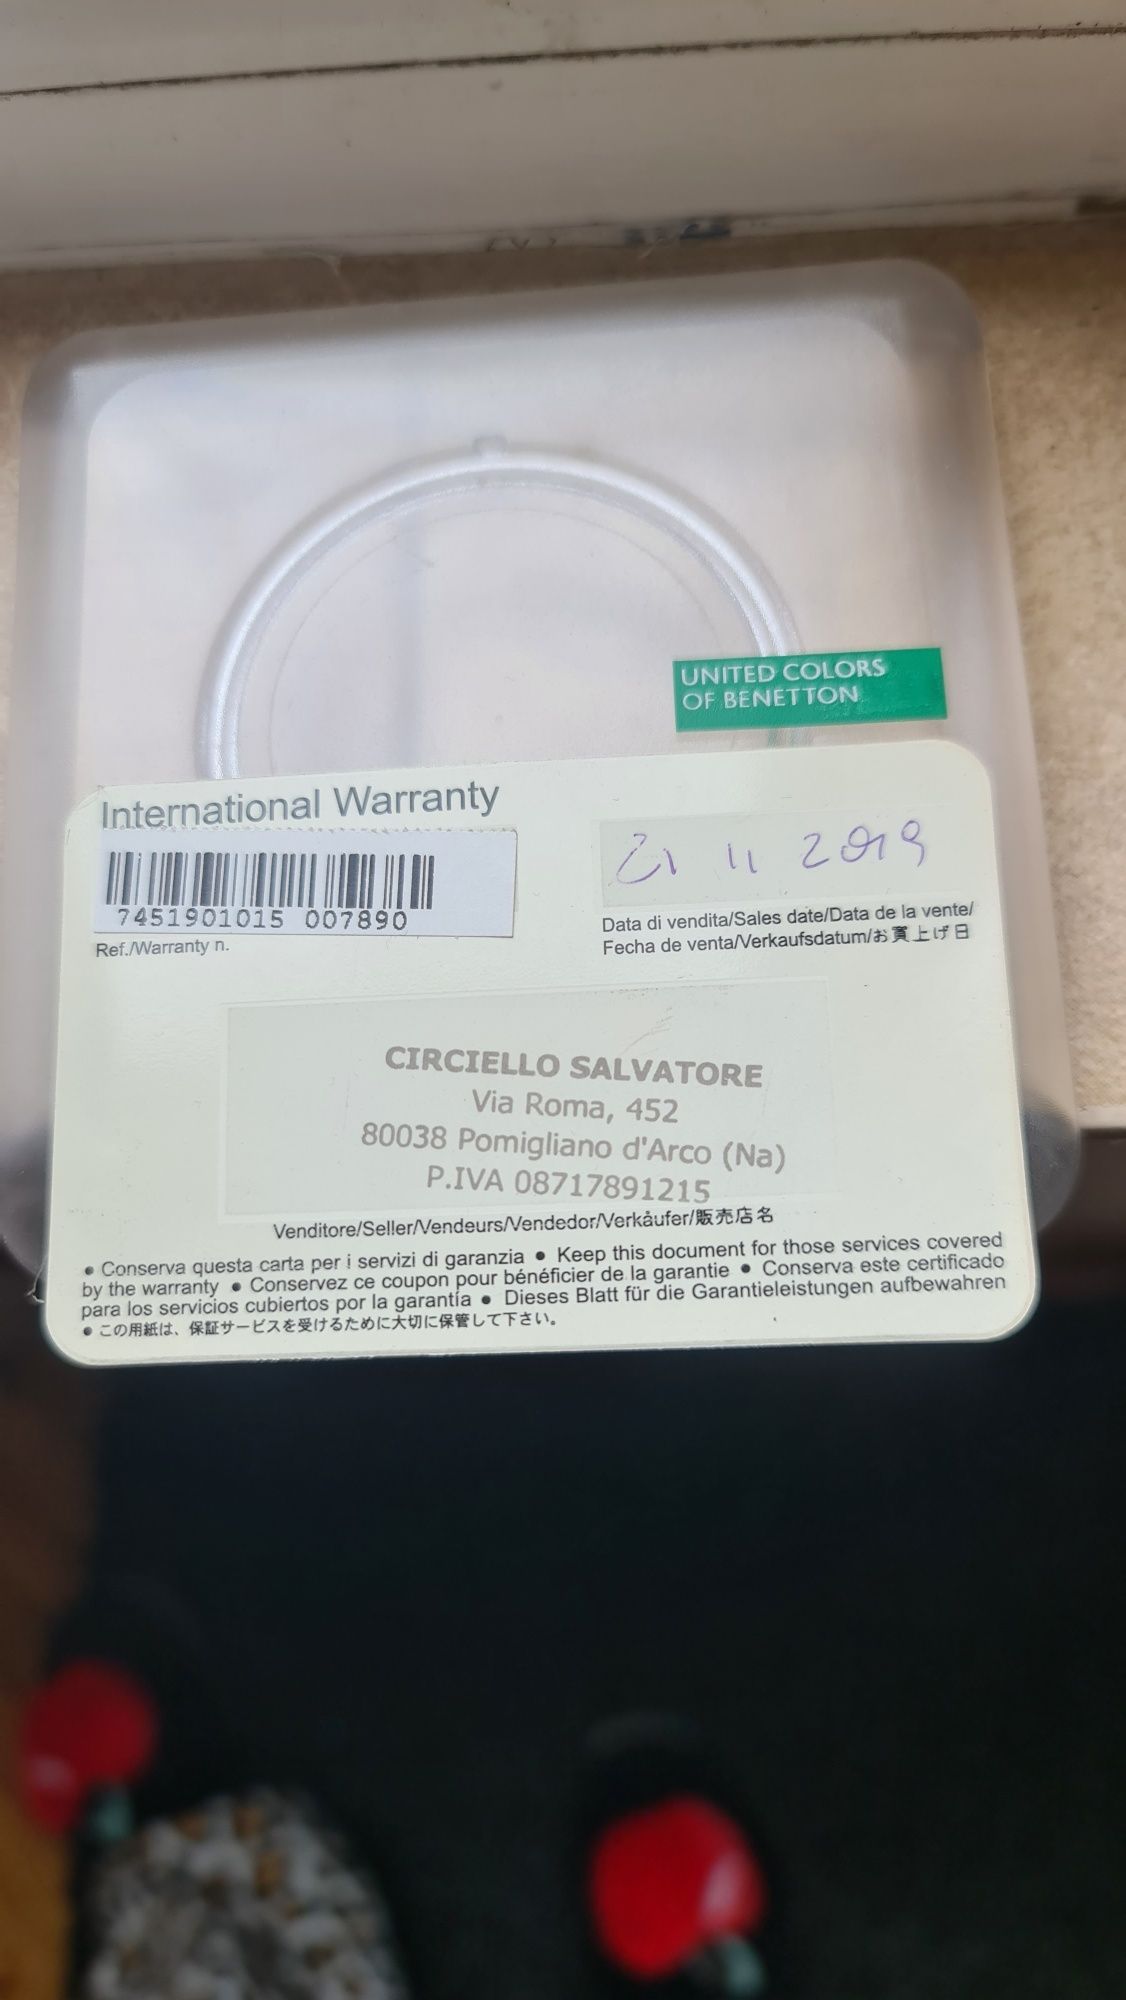 UNITED COLORS
OF BENETTON
International Warranty
7451901015 007890
Ref./Warranty n.
21 11 2019
Data di vendita/Sales date/Data de la vente/
Fecha de venta/Verkaufsdatum/お買上げ日
CIRCIELLO SALVATORE
Via Roma, 452
80038 Pomigliano d'Arco (Na)
P.IVA 08717891215
Venditore/Seller/Vendeurs/Vendedor/Verkåufer/販売店名
● Conserva questa carta per i servizi di garanzia ● Keep this document for those services covered
by the warranty ● Conservez ce coupon pour bénéficier de la garantie ● Conserva este certificado
para los servicios cubiertos por la garantía ● Dieses Blatt für die Garantieleistungen aufbewahren
● この用紙は、保証サービスを受けるために大切に保管して下さい。